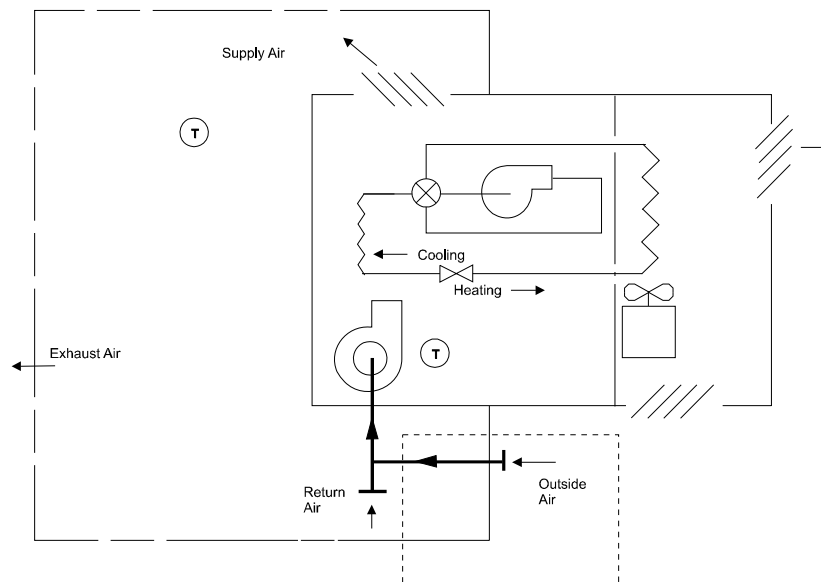 Supply Air
T
Cooling
Heating
Exhaust Air
T
Return
Air
Outside
Air